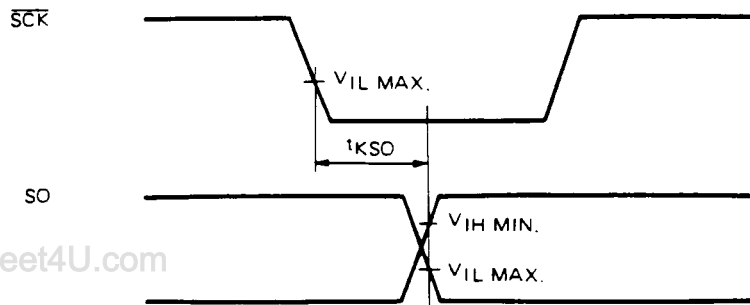 SCK
VIL MAX.
tKSO
SO
VIH MIN.
VIL MAX.
eet4U.com